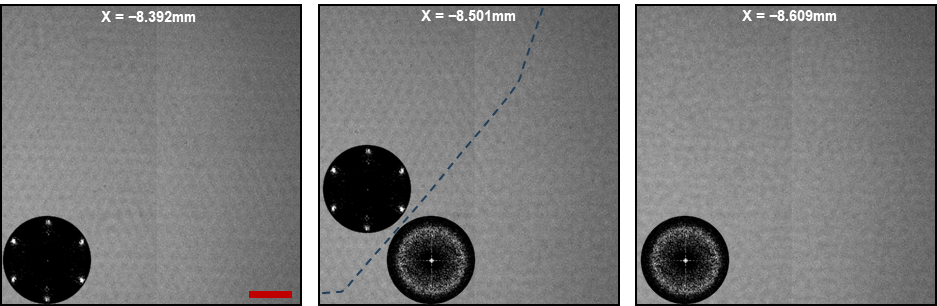 X = −8.392mm
X = −8.501mm
X = −8.609mm